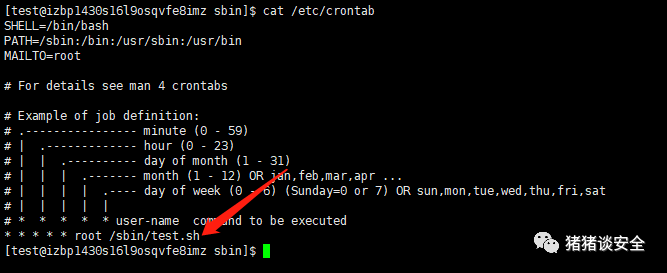 [test@izbp1430s16l9osqvfe8imz sbin]$ cat /etc/crontab
SHELL=/bin/bash
PATH=/sbin:/bin:/usr/sbin:/usr/bin
MAILTO=root

# For details see man 4 crontabs

# Example of job definition:
# .---------------- minute (0 - 59)
# |  .------------- hour (0 - 23)
# |  |  .---------- day of month (1 - 31)
# |  |  |  .------- month (1 - 12) OR jan,feb,mar,apr ...
# |  |  |  |  .---- day of week (0 - 6) (Sunday=0 or 7) OR sun,mon,tue,wed,thu,fri,sat
# |  |  |  |  |
# *  *  *  *  * user-name  command to be executed
* * * * * root /sbin/test.sh
[test@izbp1430s16l9osqvfe8imz sbin]$
猪猪谈安全